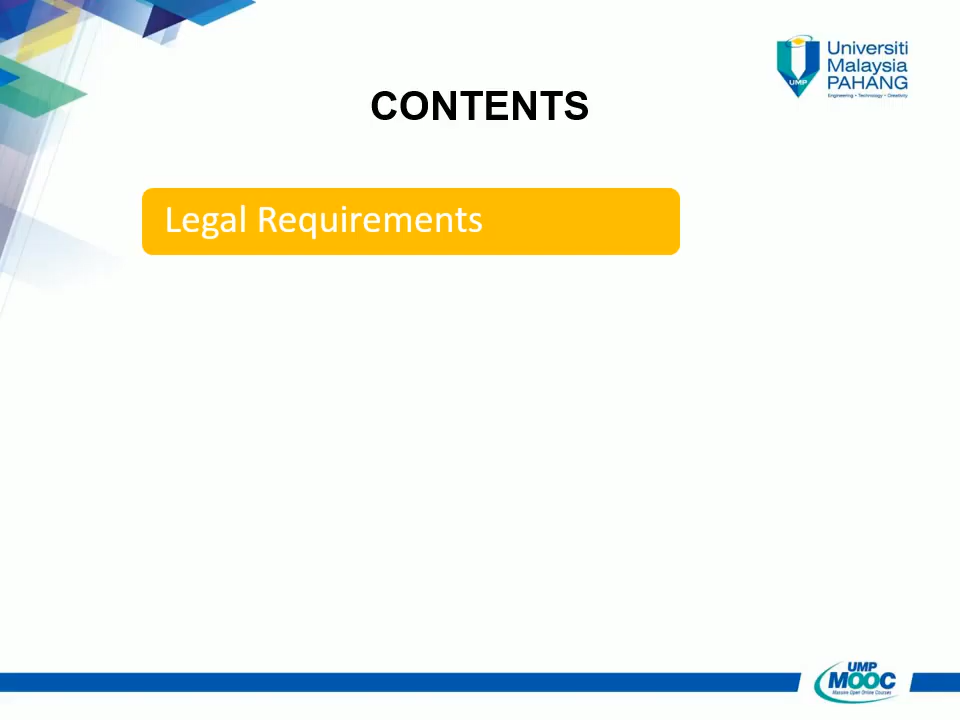 Universiti
Malaysia
PAHANG
UMP
Engineering • Technology • Creativity
CONTENTS
Legal Requirements
UMP
MOOC
Massive Open Online Courses